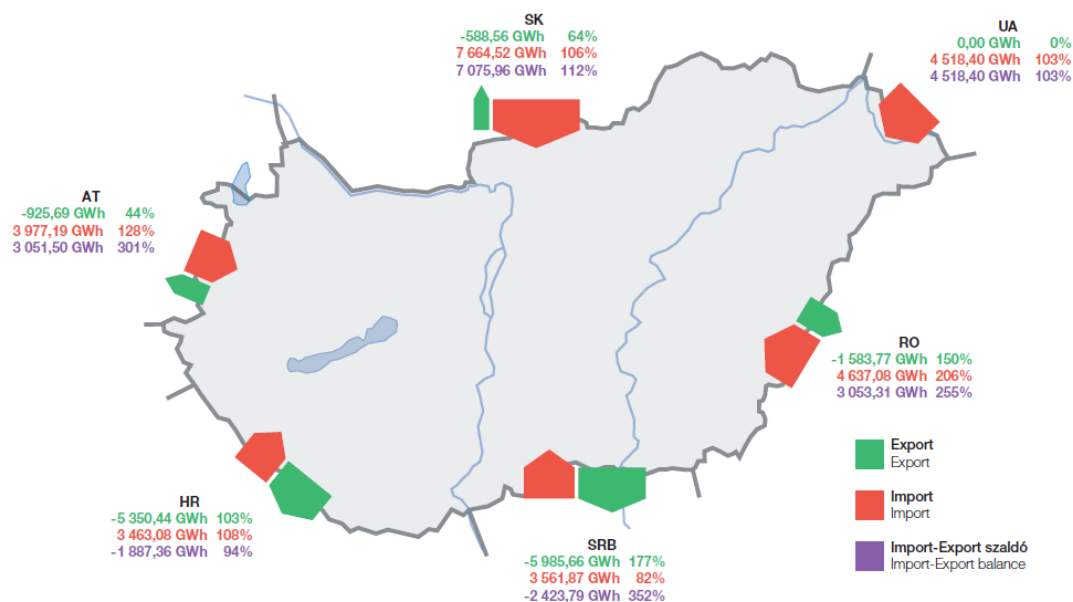 SK
-588,56 GWh 64%
7 664,52 GWh 106%
7 075,96 GWh 112%
UA
0,00 GWh 0%
4 518,40 GWh 103%
4 518,40 GWh 103%
AT
-925,69 GWh 44%
3 977,19 GWh 128%
3 051,50 GWh 301%
RO
-1 583,77 GWh 150%
4 637,08 GWh 206%
3 053,31 GWh 255%
HR
-5 350,44 GWh 103%
3 463,08 GWh 108%
-1 887,36 GWh 94%
SRB
-5 985,66 GWh 177%
3 561,87 GWh 82%
-2 423,79 GWh 352%
Export
Export
Import
Import
Import-Export szaldó
Import-Export balance